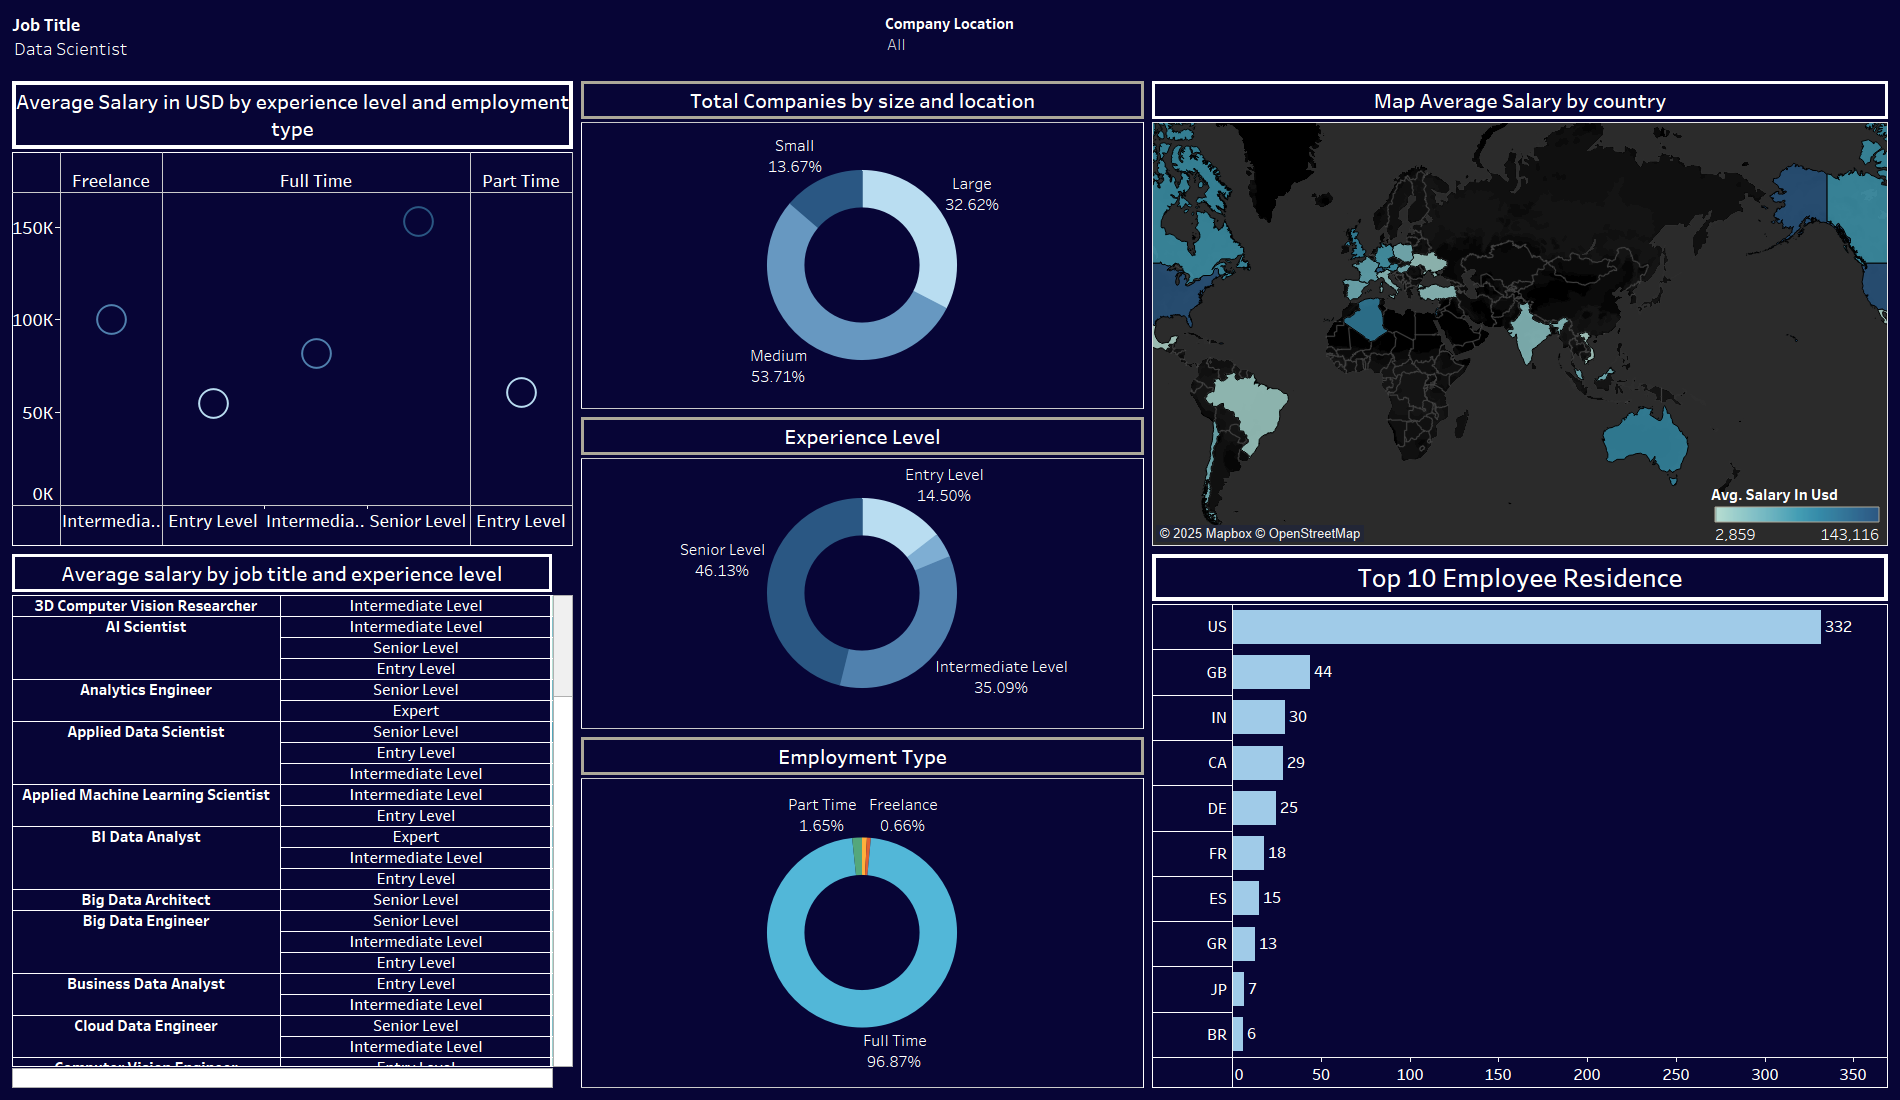 Job Title
Data Scientist
Company Location
All
Average Salary in USD by experience level and employment
type
Freelance
Full Time
Part Time
150K
100K
50K
0K
Intermedia..
Entry Level
Intermedia..
Senior Level
Entry Level
Average salary by job title and experience level
3D Computer Vision Researcher
Intermediate Level
AI Scientist
Intermediate Level
Senior Level
Entry Level
Analytics Engineer
Senior Level
Expert
Applied Data Scientist
Senior Level
Entry Level
Intermediate Level
Applied Machine Learning Scientist
Intermediate Level
Entry Level
BI Data Analyst
Expert
Intermediate Level
Entry Level
Big Data Architect
Senior Level
Big Data Engineer
Senior Level
Intermediate Level
Entry Level
Business Data Analyst
Entry Level
Intermediate Level
Cloud Data Engineer
Senior Level
Intermediate Level
Computer Vision Engineer
Entry Level
Total Companies by size and location
Small
13.67%
Large
32.62%
Medium
53.71%
Experience Level
Entry Level
14.50%
Senior Level
46.13%
Intermediate Level
35.09%
Employment Type
Part Time
1.65%
Freelance
0.66%
Full Time
96.87%
Map Average Salary by country
Avg. Salary In Usd
2,859
143,116
© 2025 Mapbox © OpenStreetMap
Top 10 Employee Residence
US
332
GB
44
IN
30
CA
29
DE
25
FR
18
ES
15
GR
13
JP
7
BR
6
0
50
100
150
200
250
300
350